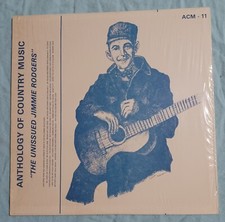 ACM - 11
ANTHOLOGY OF COUNTRY MUSIC
"THE UNISSUED JIMMIE RODGERS"